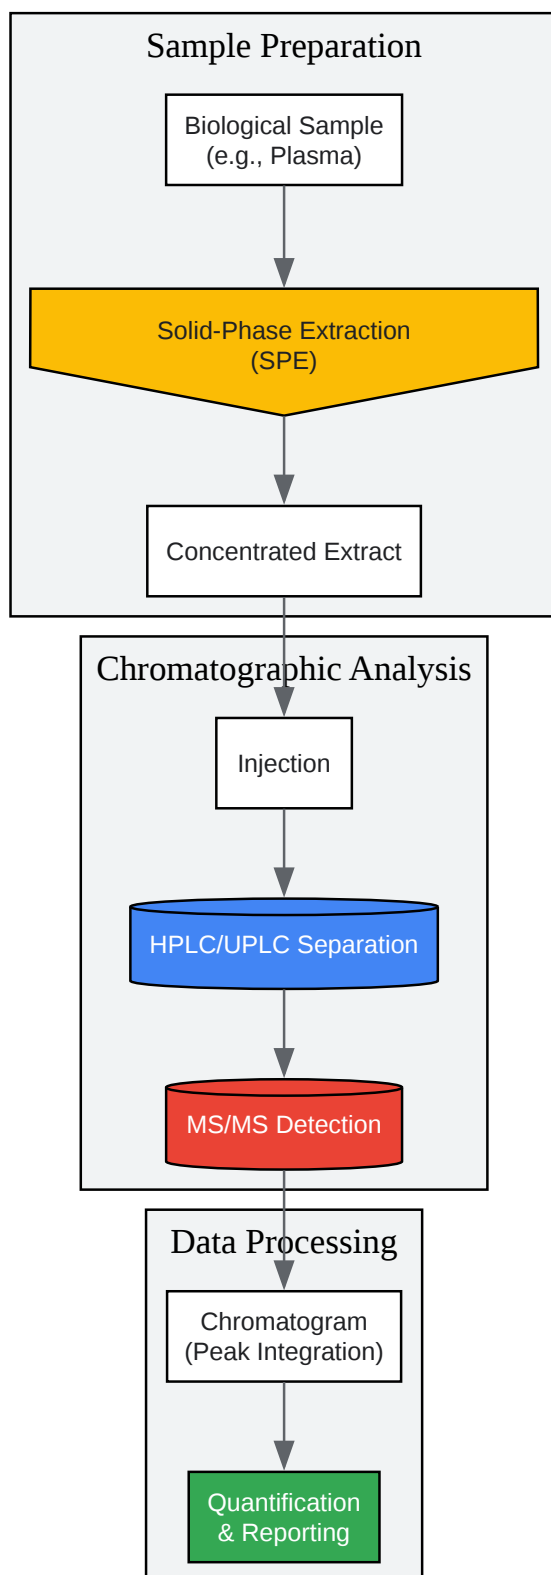 Sample Preparation
Biological Sample
(e.g., Plasma)
Solid-Phase Extraction
(SPE)
Concentrated Extract
Chromatographic Analysis
Injection
HPLC/UPLC Separation
MS/MS Detection
Data Processing
Chromatogram
(Peak Integration)
Quantification
& Reporting